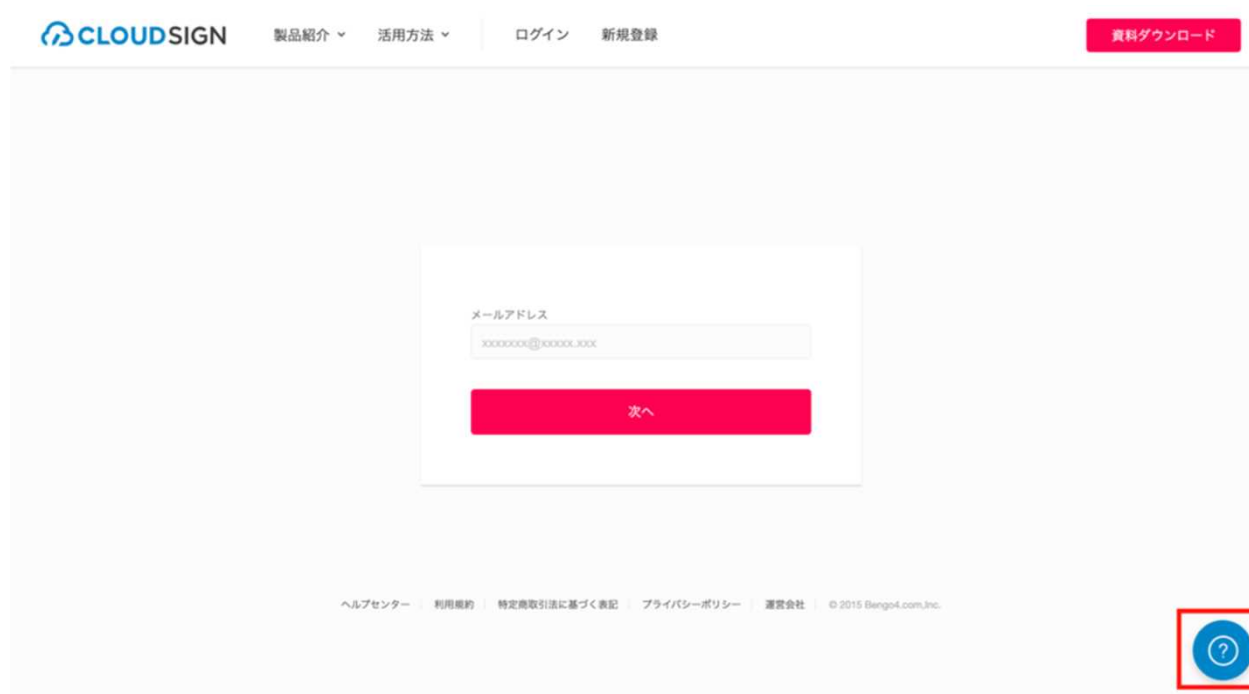 CLOUDSIGN 製品紹介 活用方法 ログイン 新規登録 資料ダウンロード
メールアドレス
xxxxxxx@xxxxx.xxx
次へ
ヘルプセンター 利用規約 特定商取引法に基づく表記 プライバシーポリシー 運営会社 © 2015 Bengo4.com,Inc.
?